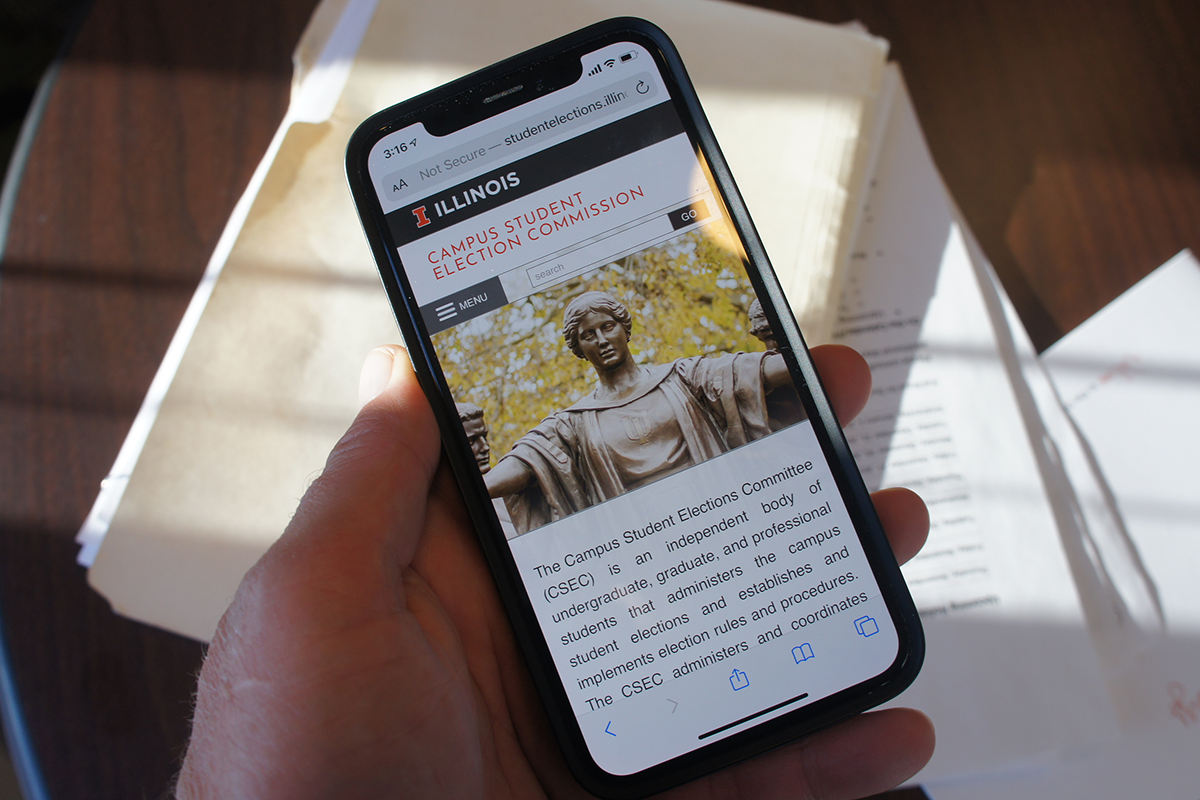 3:16
AA Not Secure — studentelections.illin
I ILLINOIS
CAMPUS STUDENT
ELECTION COMMISSION
search GO
MENU
The Campus Student Elections Committee
(CSEC) is an independent body of
undergraduate, graduate, and professional
students that administers the campus
student elections and establishes and
implements election rules and procedures.
The CSEC administers and coordinates